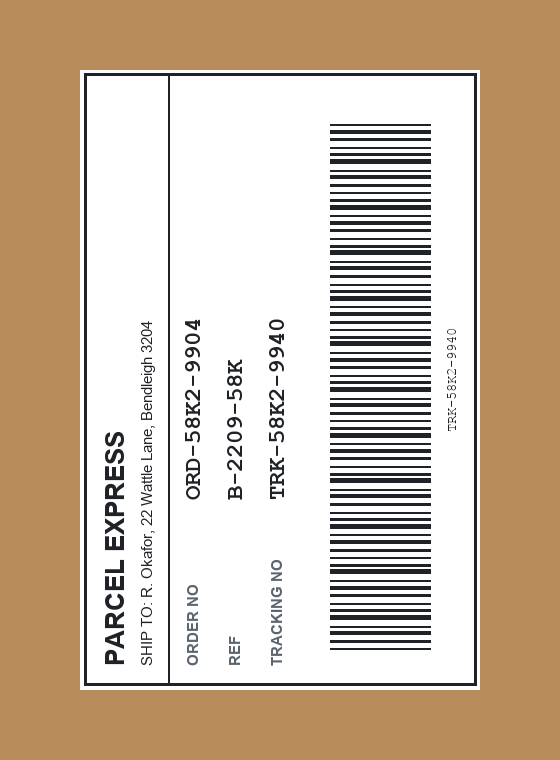 PARCEL EXPRESS
SHIP TO: R. Okafor, 22 Wattle Lane, Bendleigh 3204
ORDER NO ORD-58K2-9904
REF B-2209-58K
TRACKING NO TRK-58K2-9940
TRK-58K2-9940